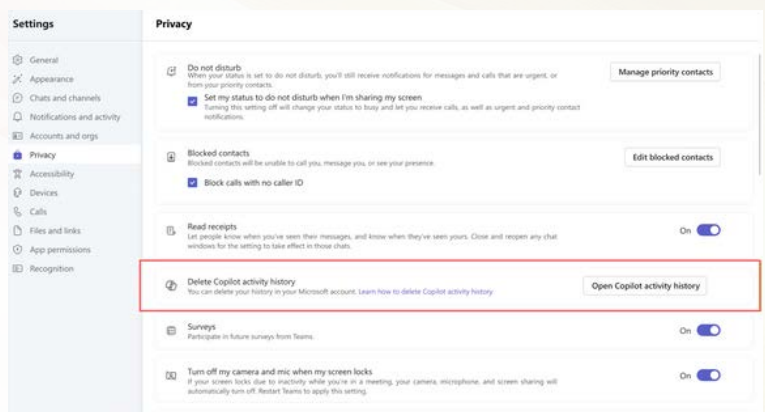 Settings
General
Appearance
Chats and channels
Notifications and activity
Accounts and orgs
Privacy
Accessibility
Devices
Calls
Files and links
App permissions
Recognition
Privacy
Do not disturb
When your status is set to do not disturb, you'll still receive notifications for messages and calls that are urgent, or
from your priority contacts.
Manage priority contacts
Set my status to do not disturb when I'm sharing my screen
Turning this setting off will change your status to busy and let you receive calls, as well as urgent and priority contact
notifications.
Blocked contacts
Blocked contacts will be unable to call you, message you, or see your presence.
Edit blocked contacts
Block calls with no caller ID
Read receipts
Let people know when you've seen their messages, and know when they've seen yours. Close and reopen any chat
windows for the setting to take effect in those chats.
On
Delete Copilot activity history
You can delete your history in your Microsoft account. Learn how to delete Copilot activity history
Open Copilot activity history
Surveys
Participate in future surveys from Teams.
On
Turn off my camera and mic when my screen locks
If your screen locks due to inactivity while you're in a meeting, your camera, microphone, and screen sharing will
automatically turn off. Restart Teams to apply this setting.
On